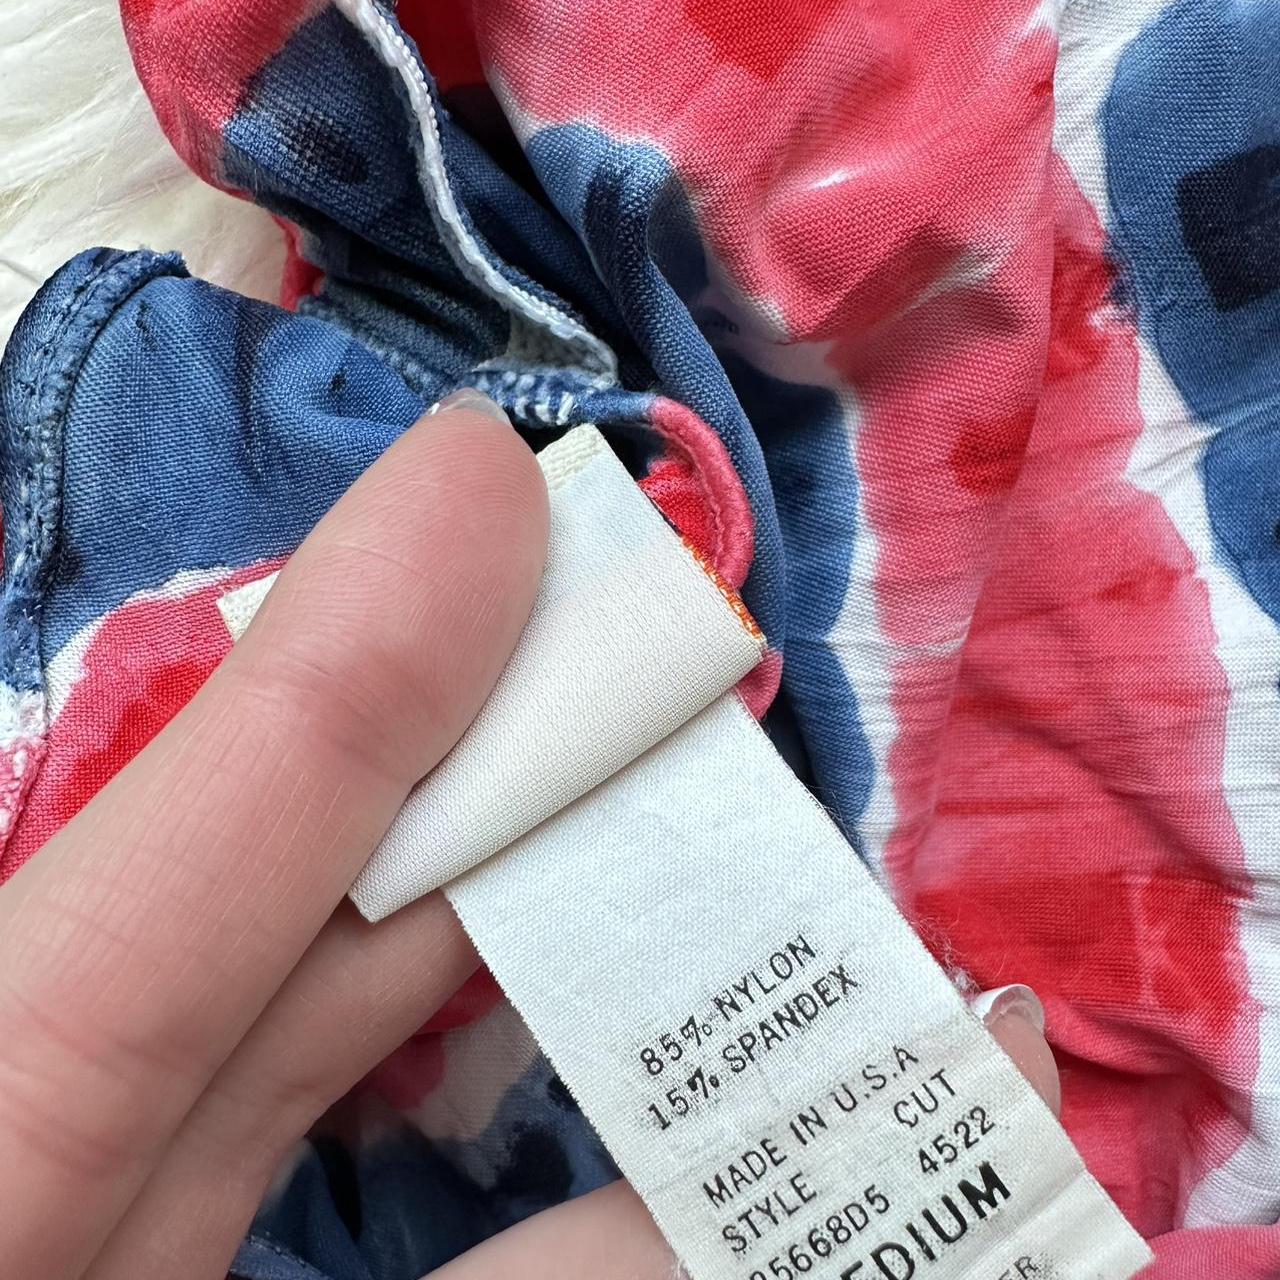 85% NYLON
15% SPANDEX
MADE IN U.S.A
STYLE CUT
5668D5 4522
EDIUM